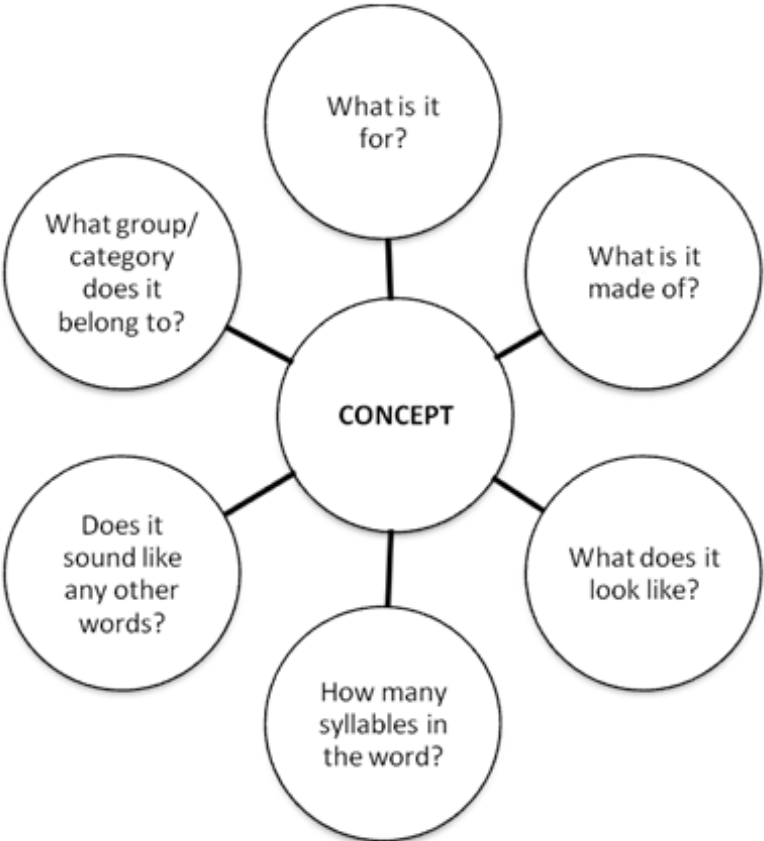 What is it
for?
What group/
category
does it
belong to?
What is it
made of?
CONCEPT
Does it
sound like
any other
words?
What does it
look like?
How many
syllables in
the word?